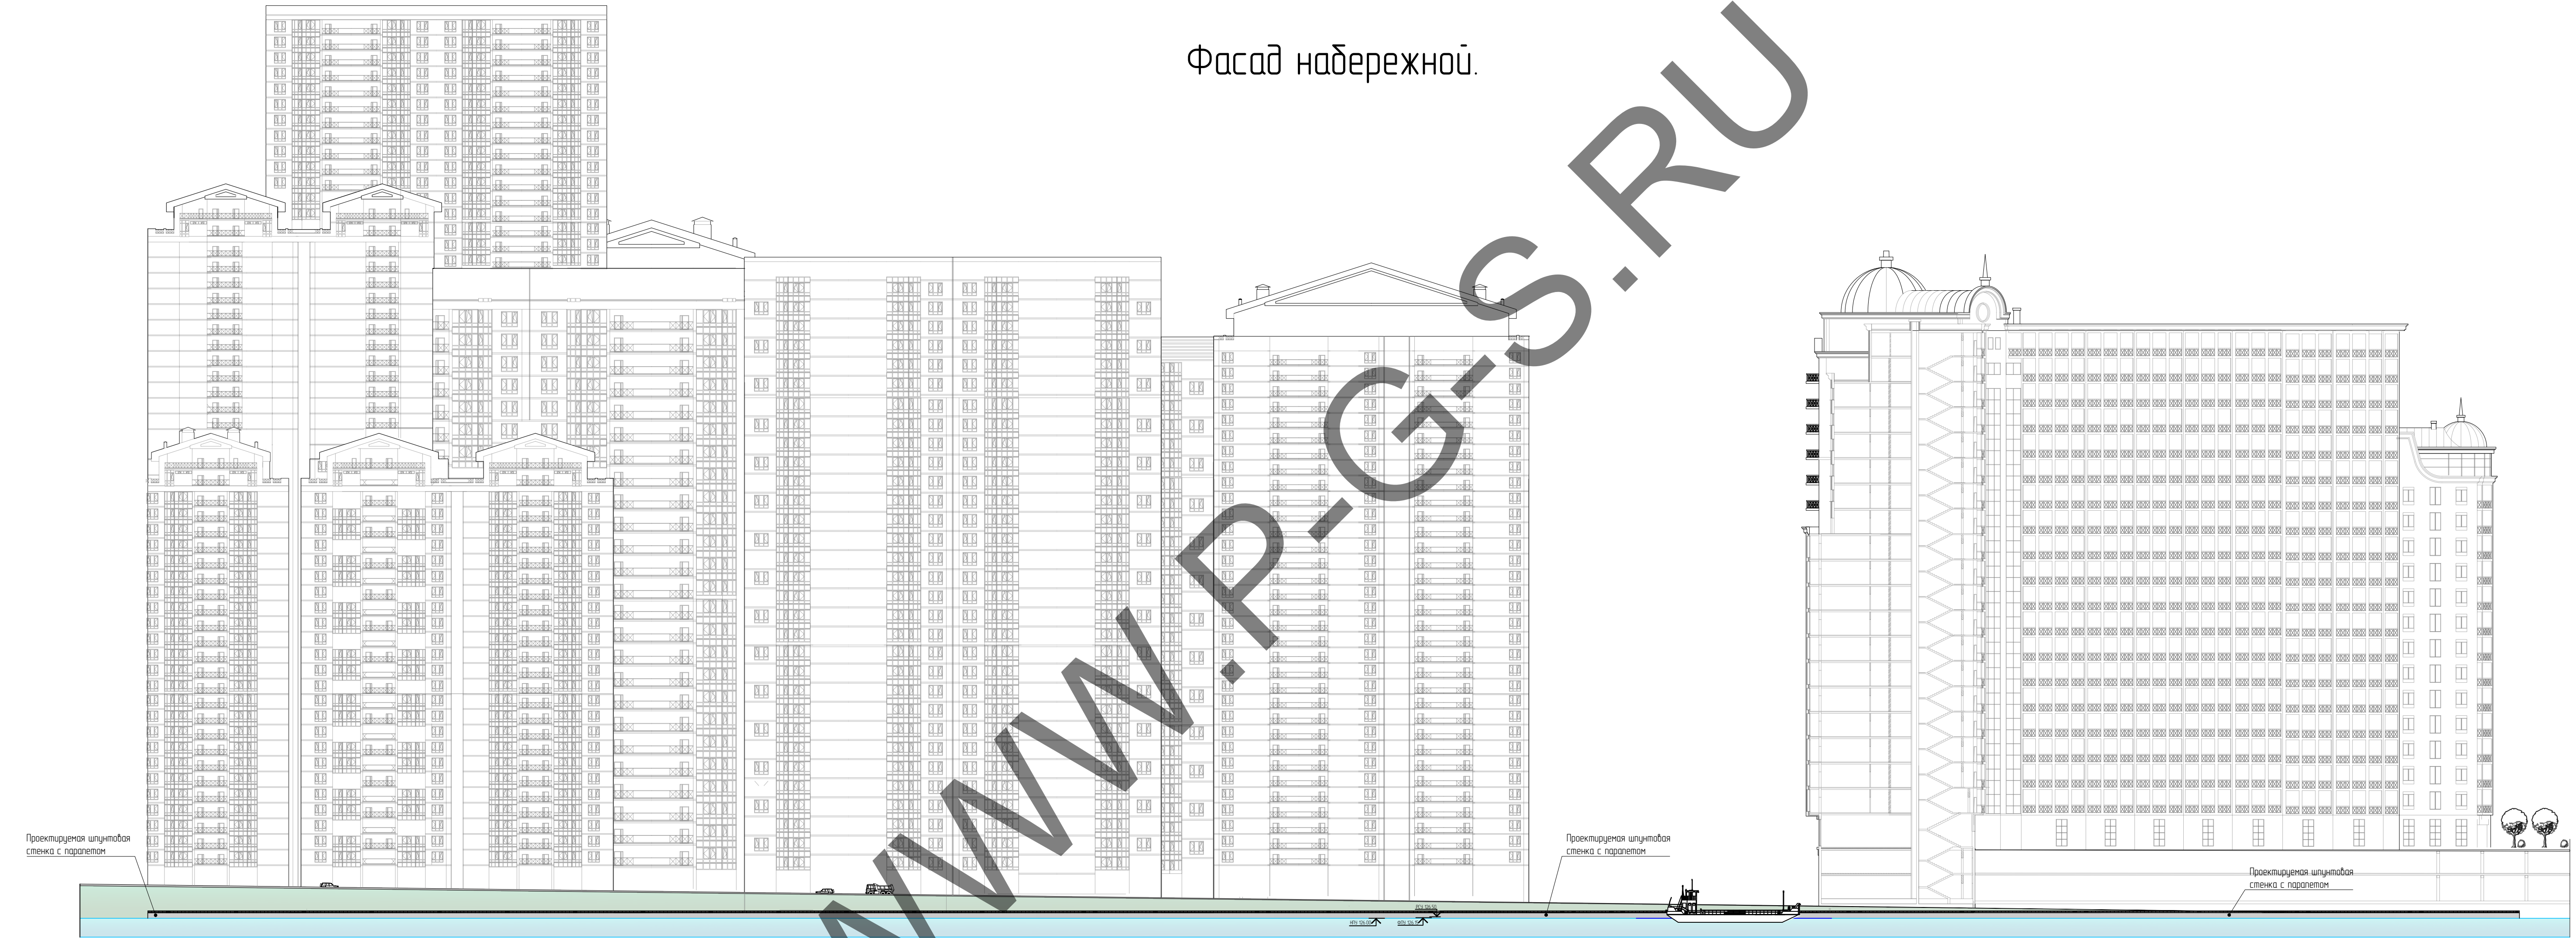 Фасад набережной.
WWW.P-G-S.RU
Проектируемая шпунтовая
стенка с парапетом
Проектируемая шпунтовая
стенка с парапетом
Проектируемая шпунтовая
стенка с парапетом